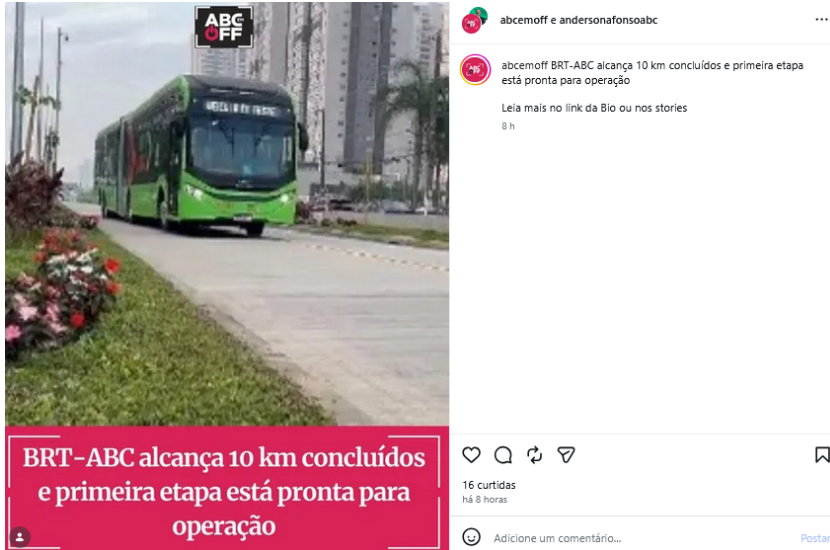 ABC
EM
OFF
BRT-ABC alcança 10 km concluídos
e primeira etapa está pronta para
operação
abcemoff e andersonafonsoabc
abcemoff BRT-ABC alcança 10 km concluídos e primeira etapa
está pronta para operação
Leia mais no link da Bio ou nos stories
8 h
16 curtidas
há 8 horas
Adicione um comentário...
Postar